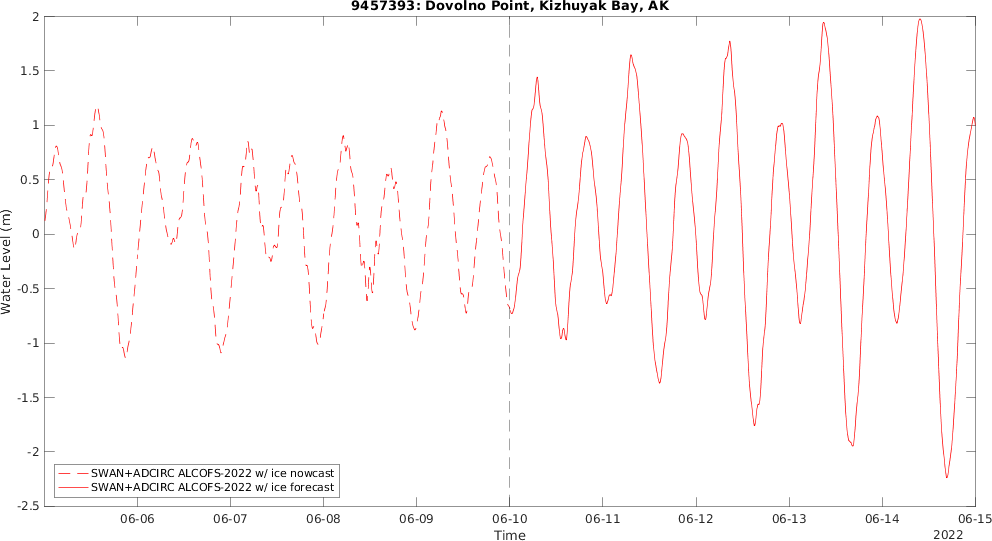 9457393: Dovolno Point, Kizhuyak Bay, AK
Water Level (m)
2
1.5
1
0.5
0
-0.5
-1
-1.5
-2
-2.5
SWAN+ADCIRC ALCOFS-2022 w/ ice nowcast
SWAN+ADCIRC ALCOFS-2022 w/ ice forecast
06-06 06-07 06-08 06-09 06-10 06-11 06-12 06-13 06-14 06-15
Time
2022